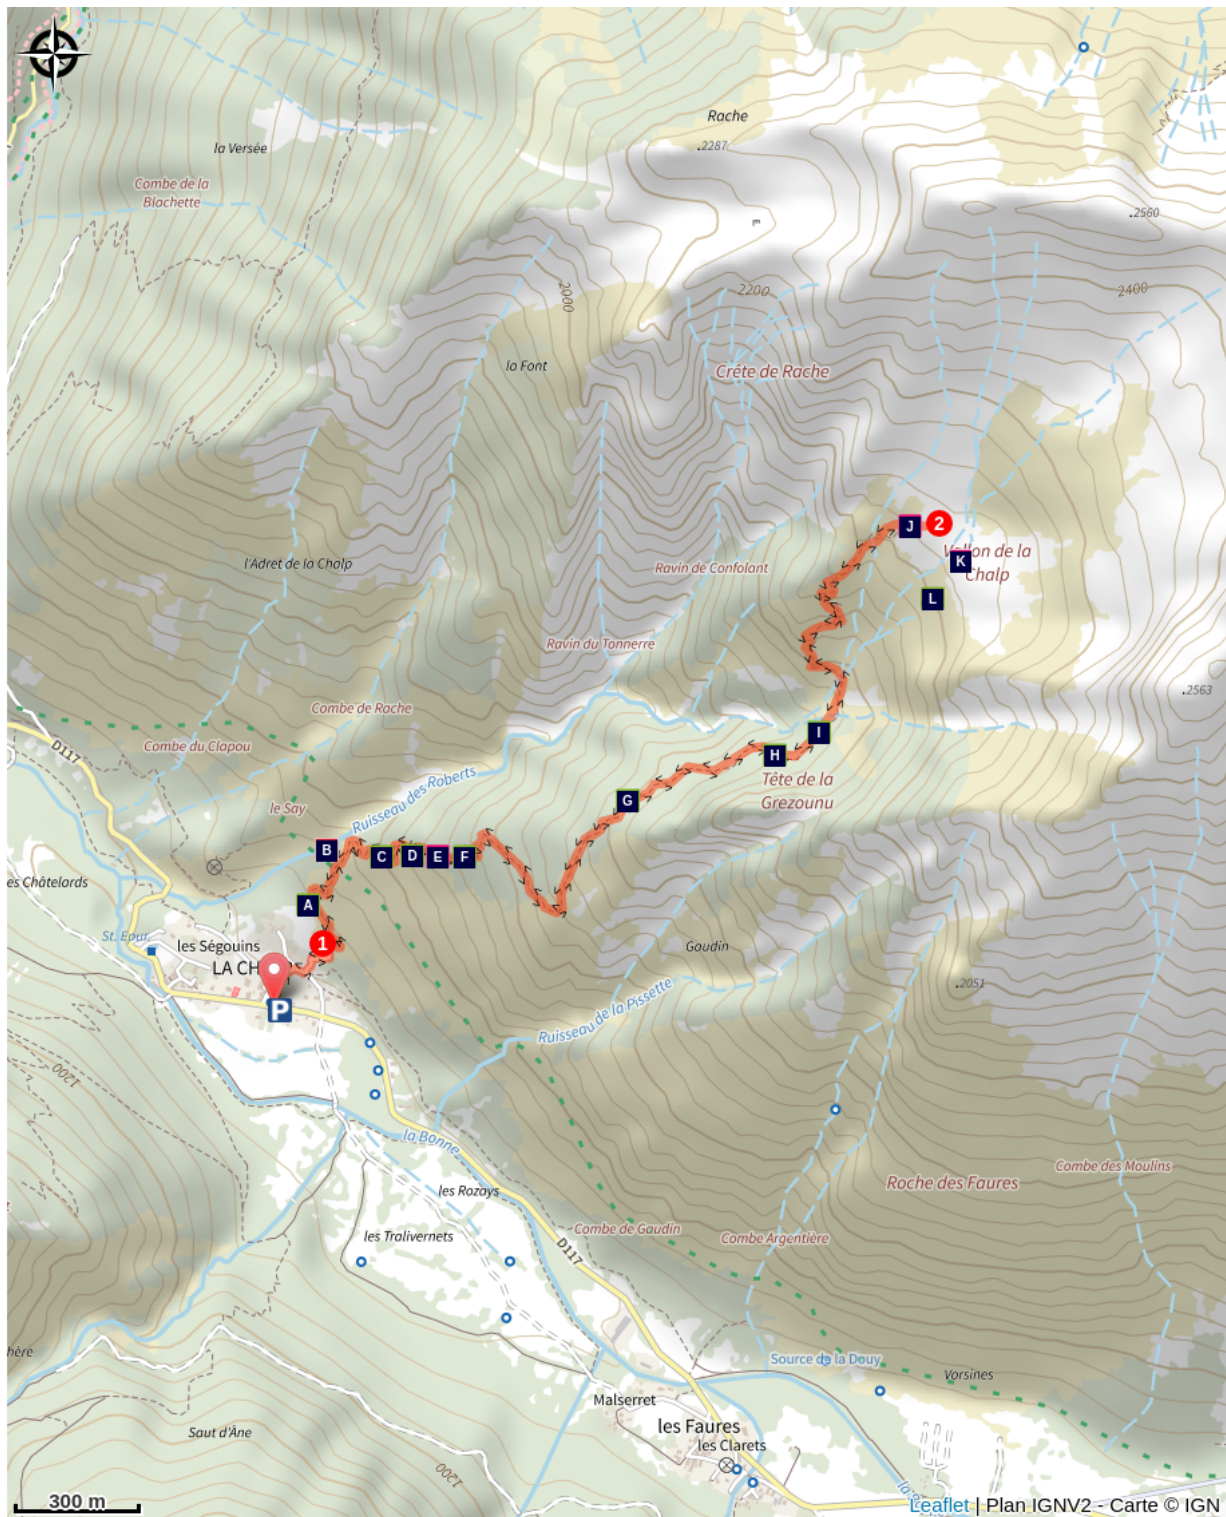 Rache
.2287
la Versée
Combe de la
Blachette
.2560
2000
2200
2400
la Font
Crête de Rache
J
2
Vallon de la
Chalp
K
l'Adret de la Chalp
Ravin de Confolant
L
Ravin du Tonnerre
.2563
Combe de Rache
D117
Combe du Clapou
I
H
Tête de la
Grezounu
Ruisseau des Roberts
le Say
G
B
C
D
E
F
es Châtelords
A
St. Epur.
les Ségouins
1
LA CH
Gaudin
.2051
P
Ruisseau de la Pissette
1200
la Bonne
les Rozays
Combe des Moulins
Roche des Faures
les Tralivernets
Combe de Gaudin
Combe Argentière
D117
hère
Source de la Douy
Vorsines
Malserret
Saut d'Âne
les Faures
les Clarets
1200
300 m
Leaflet | Plan IGNV2 - Carte © IGN